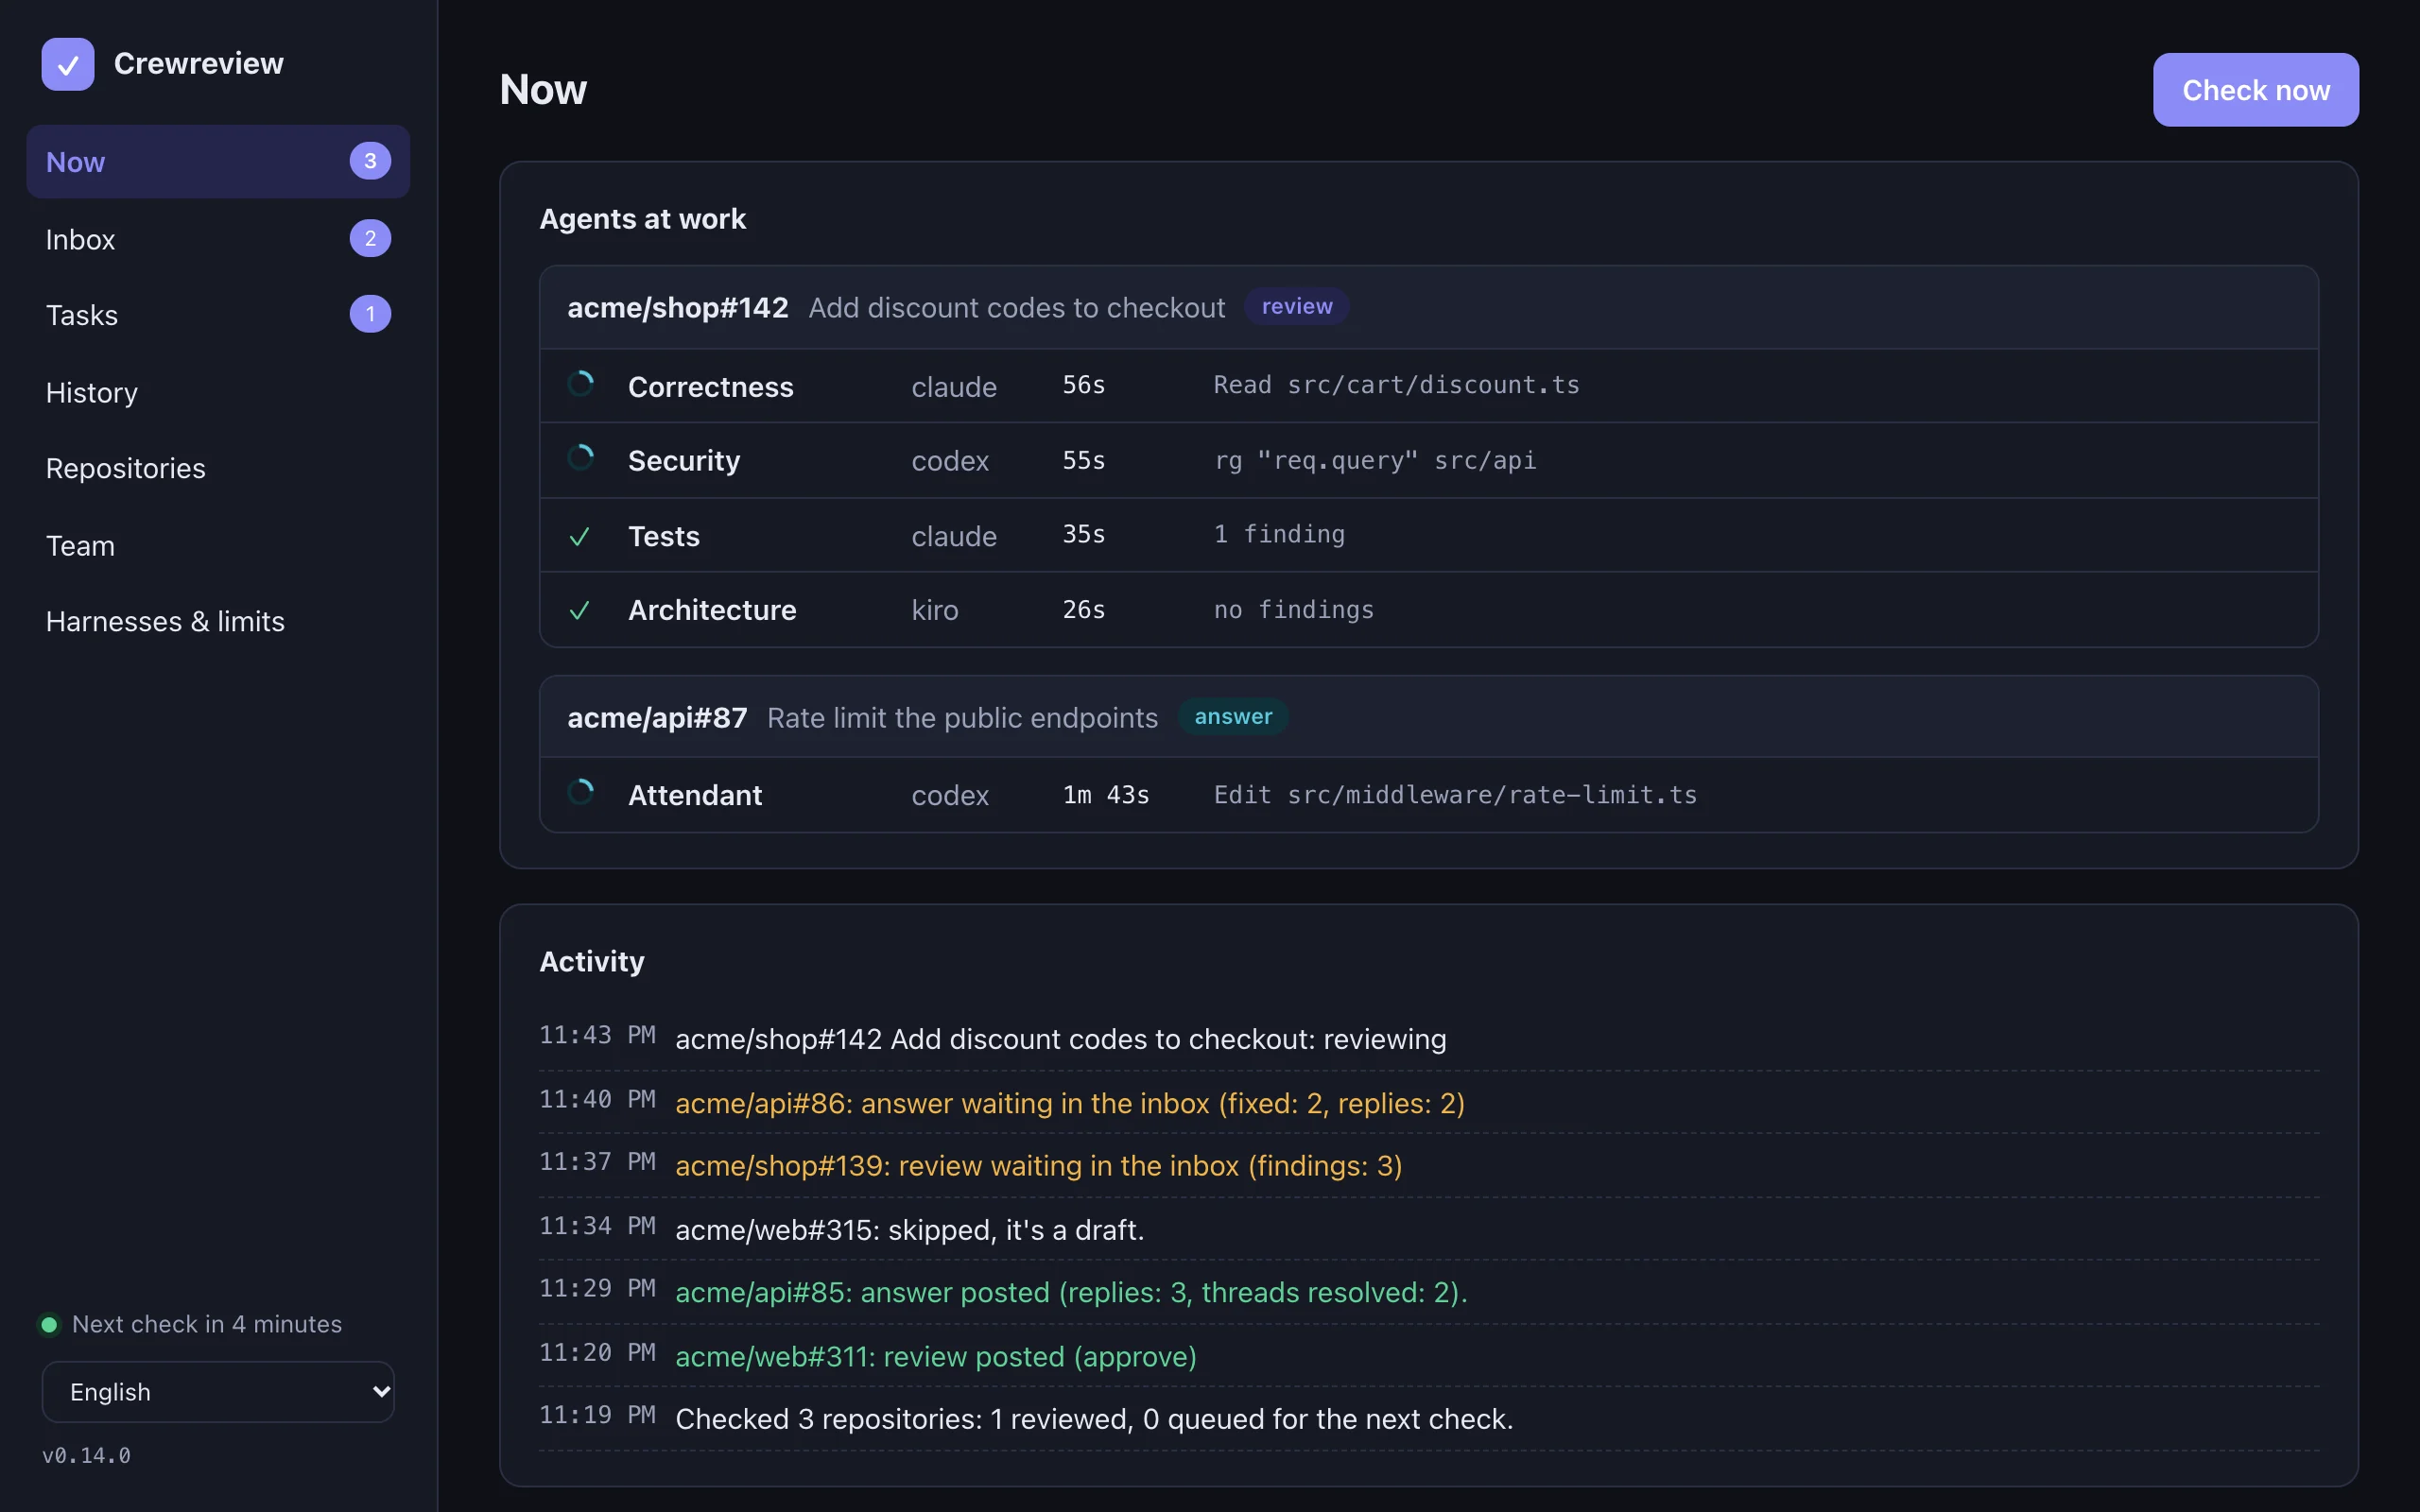 Crewreview
Now 3
Inbox 2
Tasks 1
History
Repositories
Team
Harnesses & limits
Next check in 4 minutes
English
v0.14.0
Now
Check now
Agents at work
acme/shop#142 Add discount codes to checkout review
Correctness claude 56s Read src/cart/discount.ts
Security codex 55s rg "req.query" src/api
Tests claude 35s 1 finding
Architecture kiro 26s no findings
acme/api#87 Rate limit the public endpoints answer
Attendant codex 1m 43s Edit src/middleware/rate-limit.ts
Activity
11:43 PM acme/shop#142 Add discount codes to checkout: reviewing
11:40 PM acme/api#86: answer waiting in the inbox (fixed: 2, replies: 2)
11:37 PM acme/shop#139: review waiting in the inbox (findings: 3)
11:34 PM acme/web#315: skipped, it's a draft.
11:29 PM acme/api#85: answer posted (replies: 3, threads resolved: 2).
11:20 PM acme/web#311: review posted (approve)
11:19 PM Checked 3 repositories: 1 reviewed, 0 queued for the next check.